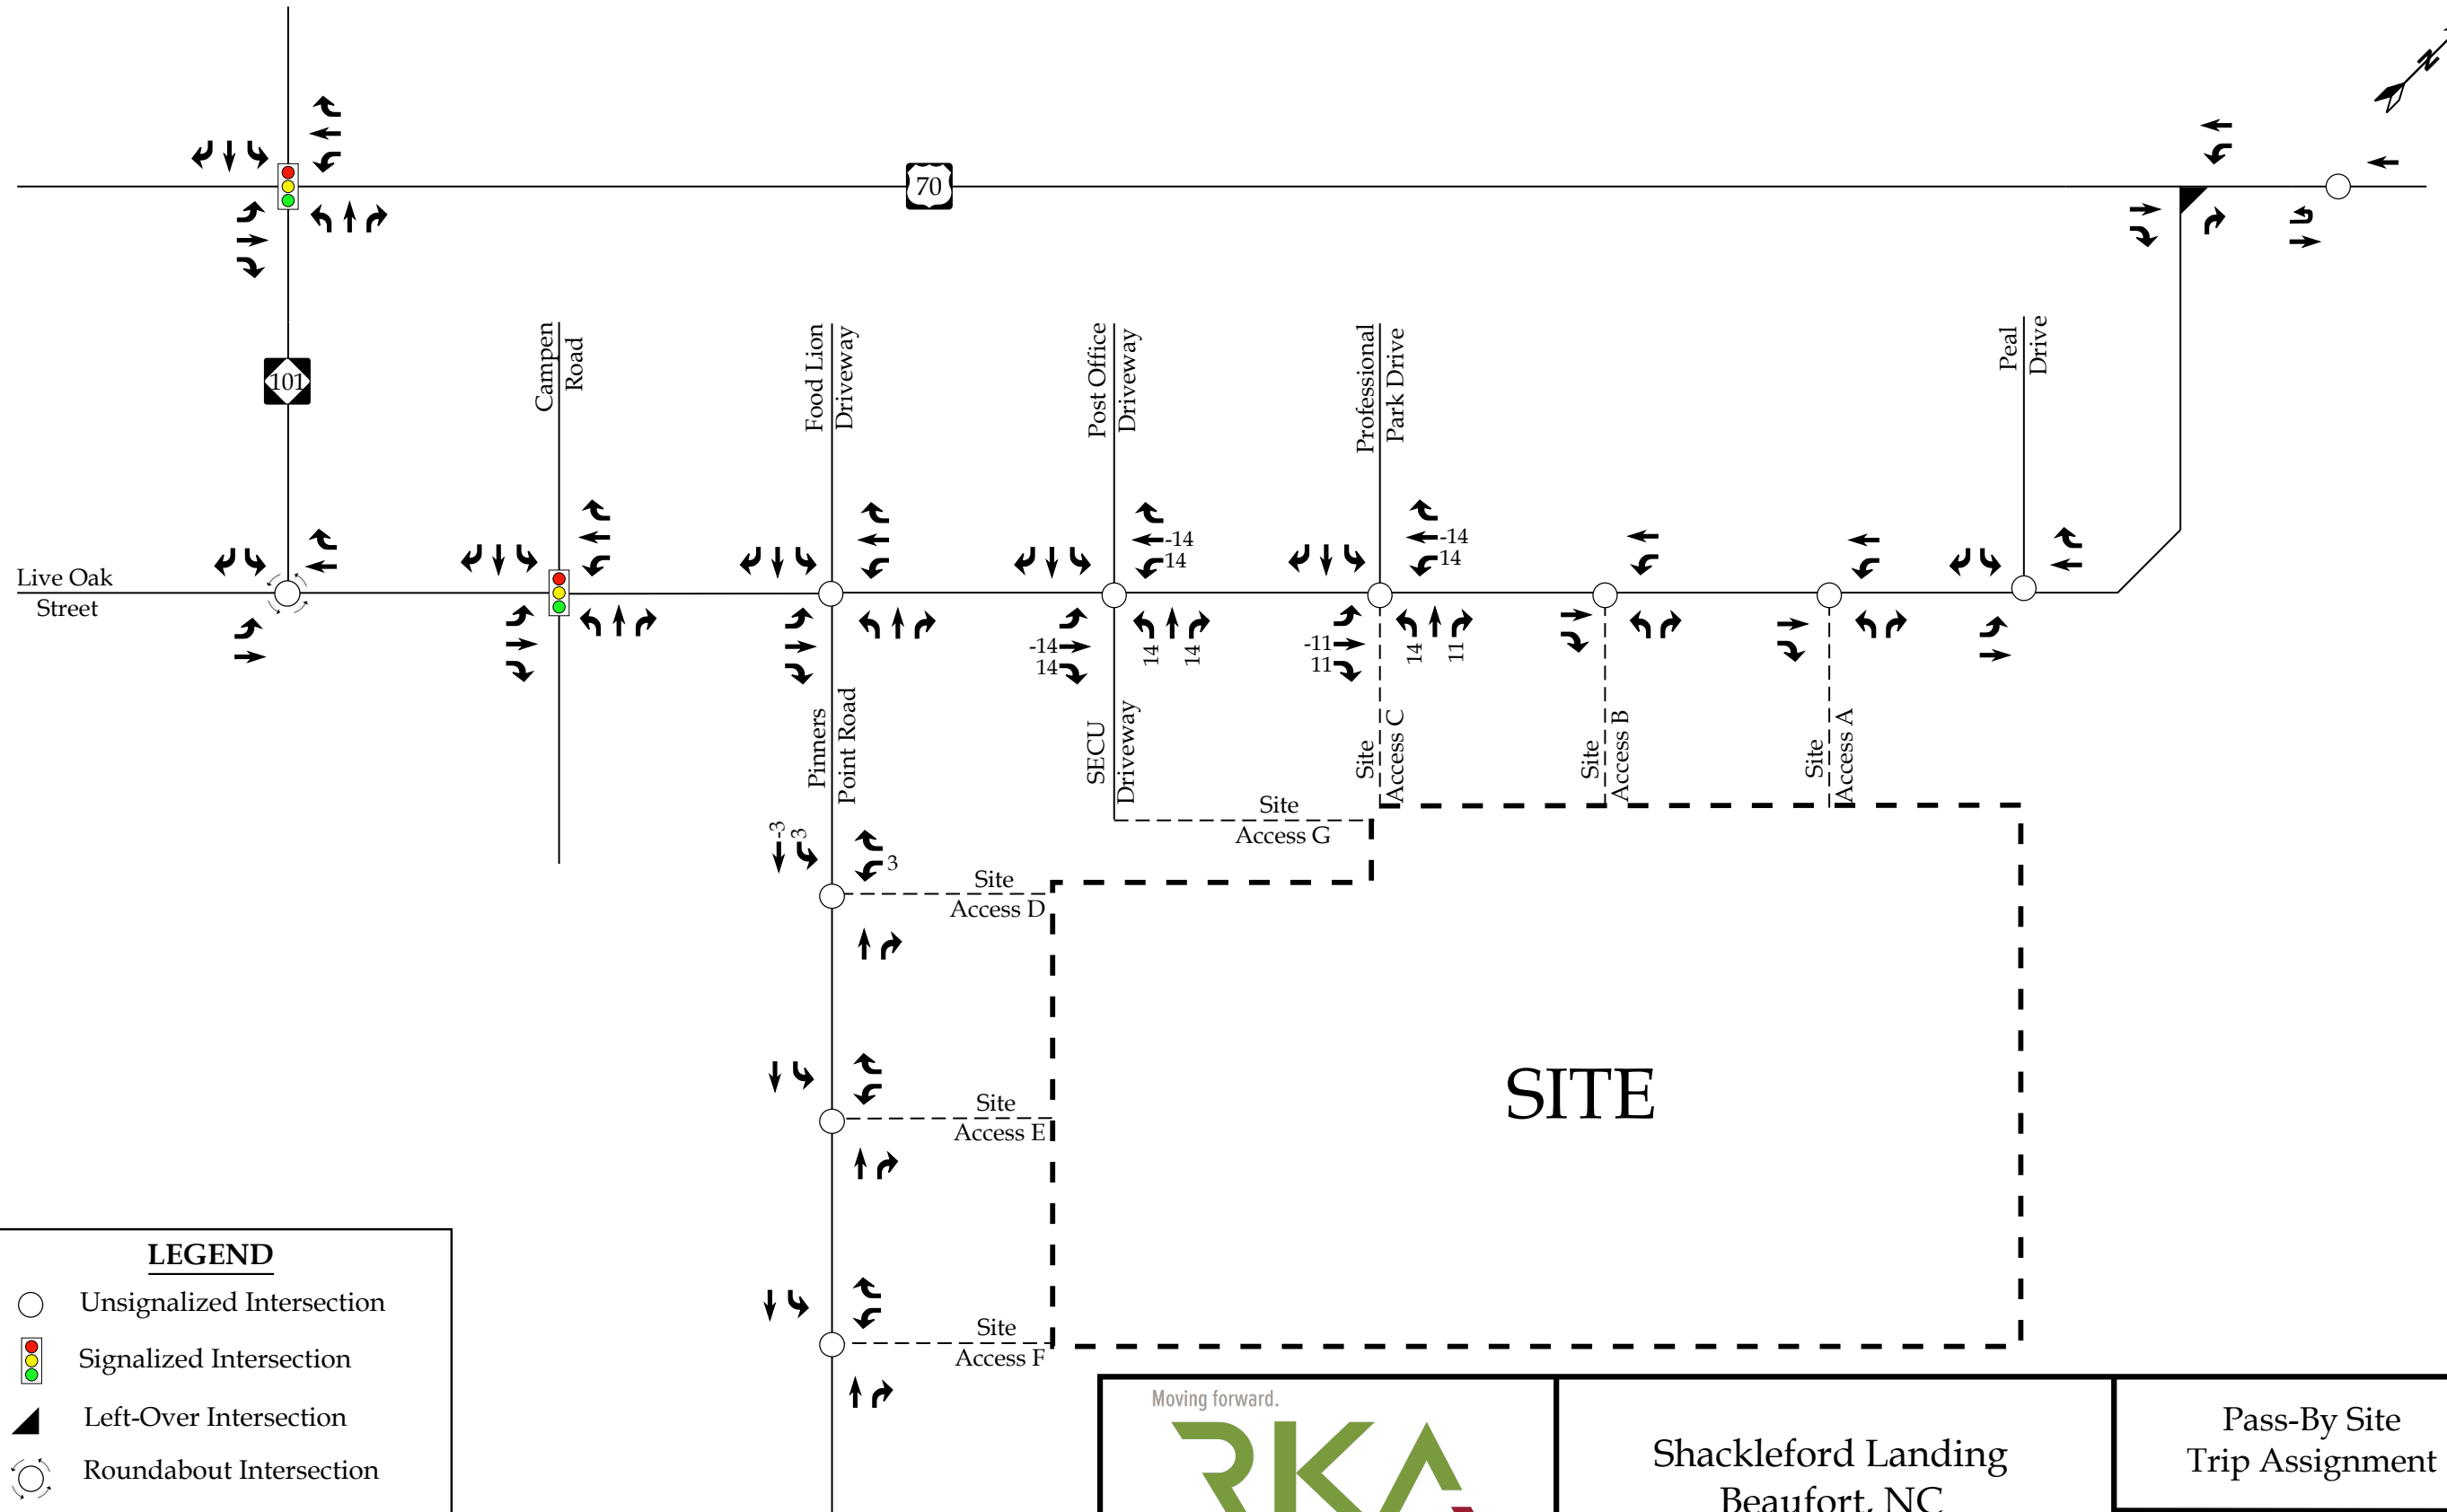 N
70
101
Campen
Road
Food Lion
Driveway
Post Office
Driveway
Professional
Park Drive
Peal
Drive
-14
14
-14
14
Live Oak
Street
-14
14
14
14
-11
11
14
11
Pinners
Point Road
SECU
Driveway
Site
Access C
Site
Access B
Site
Access A
Site
Access G
-3
3
3
Site
Access D
SITE
Site
Access E
Site
Access F
LEGEND
Unsignalized Intersection
Signalized Intersection
Left-Over Intersection
Roundabout Intersection
Moving forward.
RKA
Shackleford Landing
Beaufort, NC
Pass-By Site
Trip Assignment